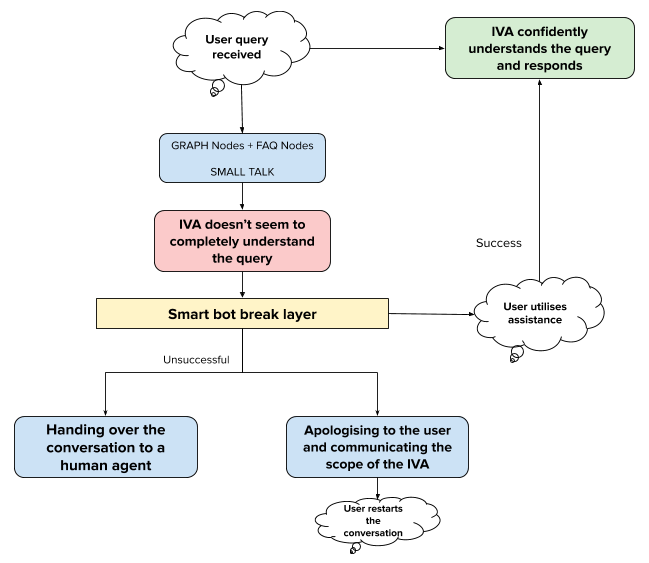 User query
received
IVA confidently
understands the query
and responds
GRAPH Nodes + FAQ Nodes
SMALL TALK
IVA doesn't seem to
completely understand
the query
Success
Smart bot break layer
User utilises
assistance
Unsuccessful
Handing over the
conversation to a
human agent
Apologising to the user
and communicating the
scope of the IVA
User restarts
the
conversation